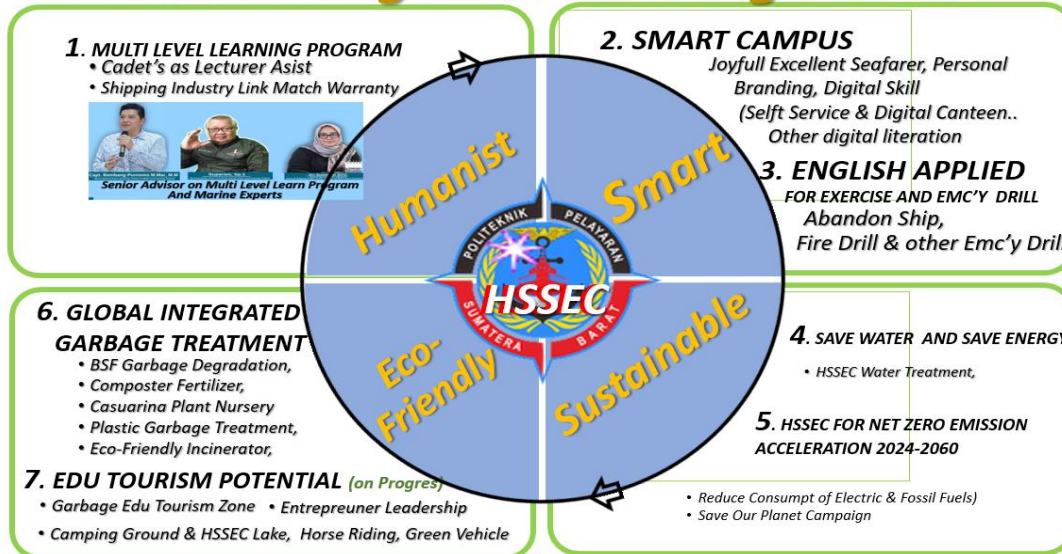 1. MULTI LEVEL LEARNING PROGRAM
• Cadet's as Lecturer Asist
• Shipping Industry Link Match Warranty
Capt. Bambang Purnomo M.Mar, M.M
Senior Advisor on Multi Level Learn Program
And Marine Experts
2. SMART CAMPUS
Joyfull Excellent Seafarer, Personal
Branding, Digital Skill
(Selft Service & Digital Canteen..
Other digital literation
3. ENGLISH APPLIED
FOR EXERCISE AND EMC'Y DRILL
Abandon Ship,
Fire Drill & other Emc'y Dril
Humanist
Smart
Eco-
Friendly
Sustainable
POLITEKNIK PELAYARAN
HSSEC
SUMATERA BARAT
4. SAVE WATER AND SAVE ENERGY
• HSSEC Water Treatment,
5. HSSEC FOR NET ZERO EMISSION
ACCELERATION 2024-2060
• Reduce Consumpt of Electric & Fossil Fuels)
• Save Our Planet Campaign
6. GLOBAL INTEGRATED
GARBAGE TREATMENT
• BSF Garbage Degradation,
• Composter Fertilizer,
• Casuarina Plant Nursery
• Plastic Garbage Treatment,
• Eco-Friendly Incinerator,
7. EDU TOURISM POTENTIAL (on Progres)
• Garbage Edu Tourism Zone • Entrepreuner Leadership
• Camping Ground & HSSEC Lake, Horse Riding, Green Vehicle